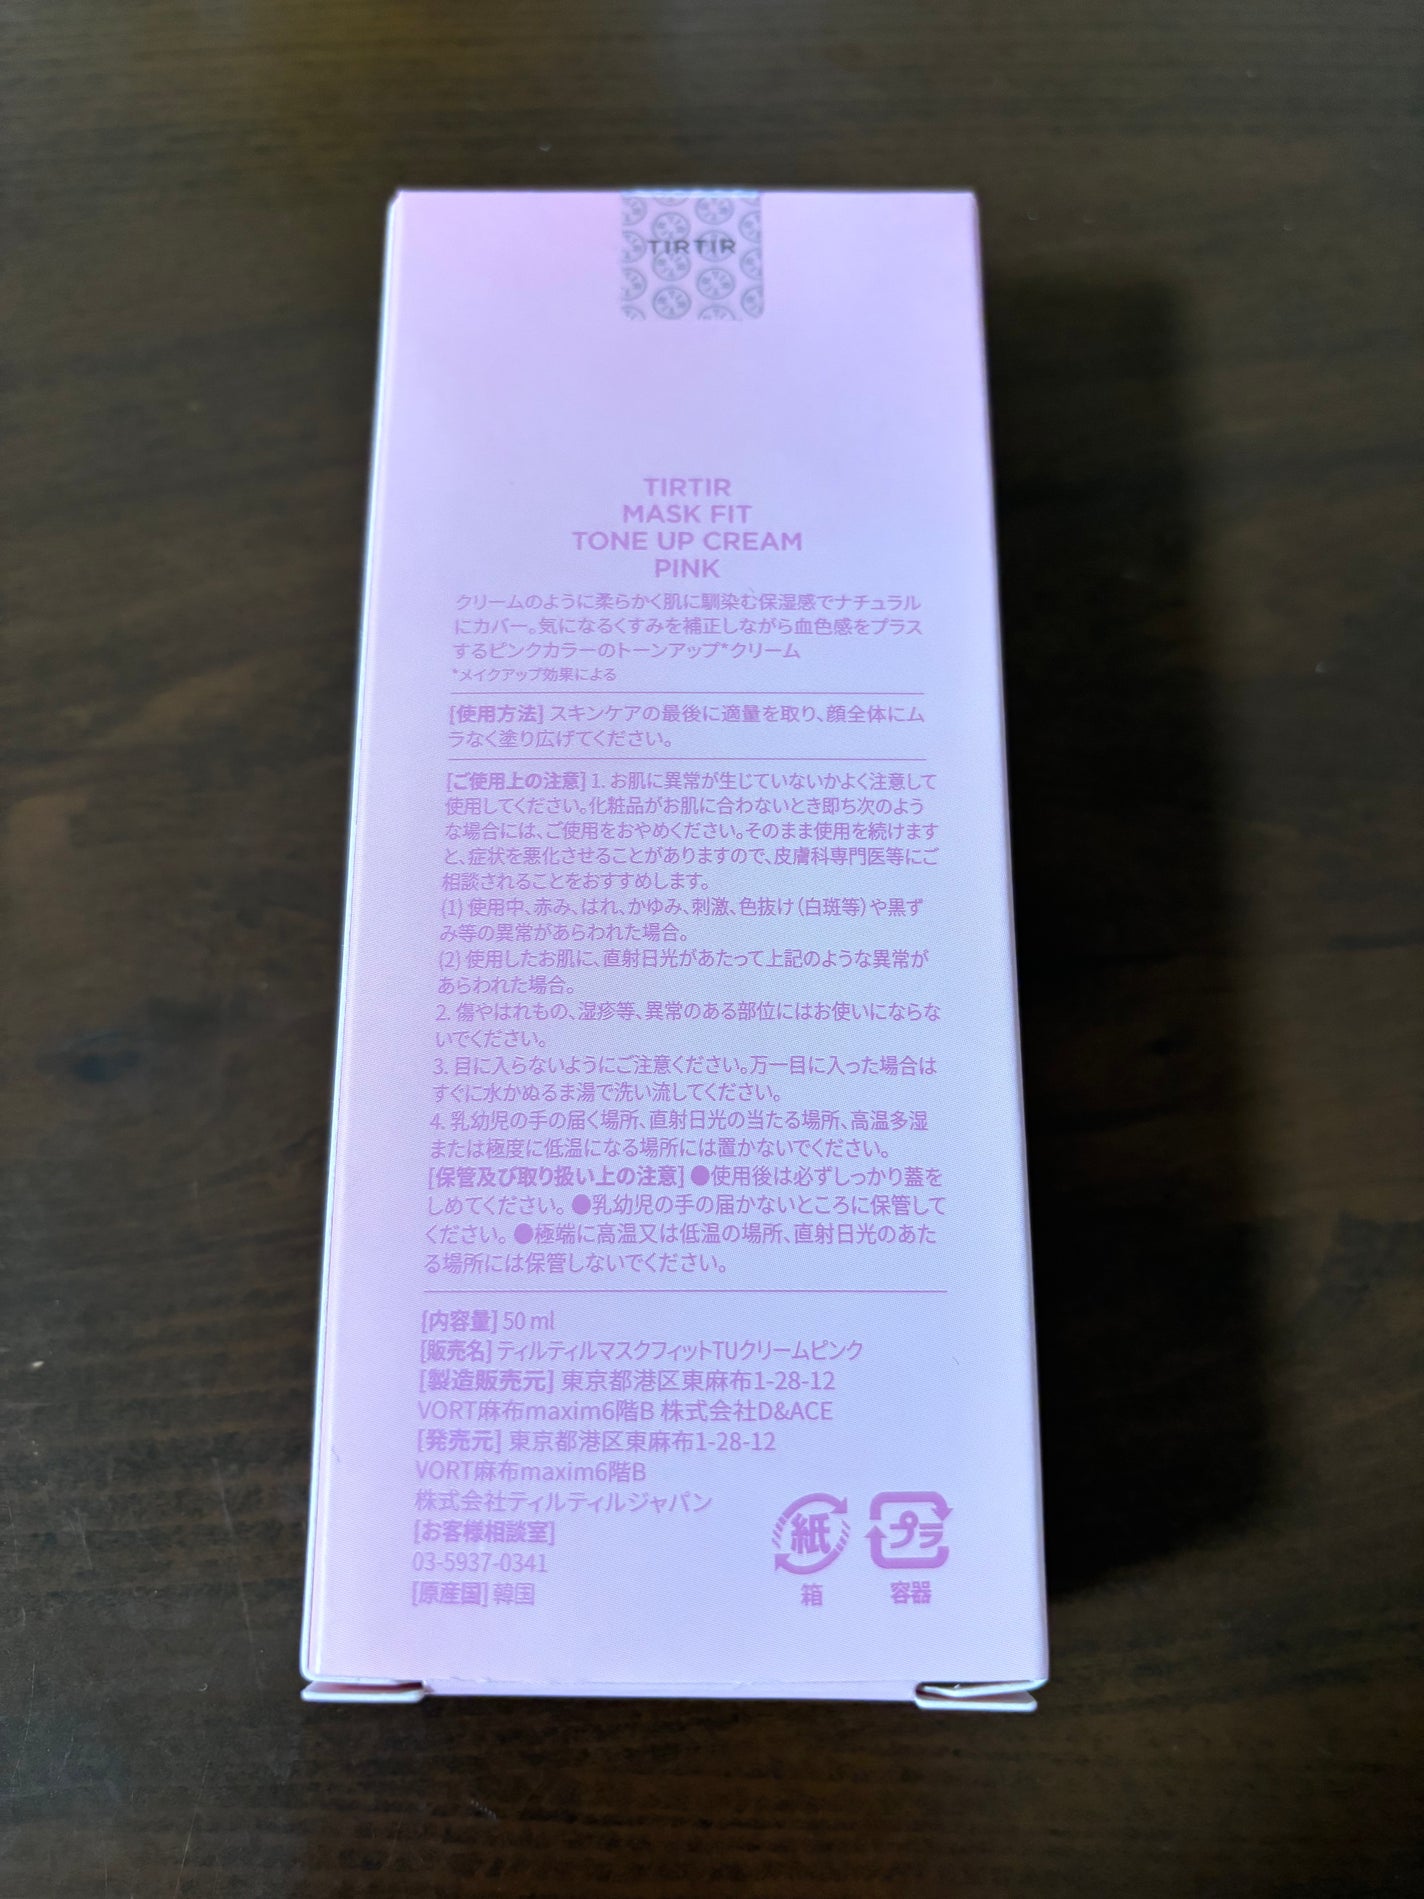 TIRTIR
TIRTIR
MASK FIT
TONE UP CREAM
PINK
クリームのように柔らかく肌に馴染む保湿感でナチュラル
にカバー。気になるくすみを補正しながら血色感をプラス
するピンクカラーのトーンアップ*クリーム
*メイクアップ効果による
[使用方法] スキンケアの最後に適量を取り、顔全体にム
ラなく塗り広げてください。
[ご使用上の注意] 1. お肌に異常が生じていないかよく注意して
使用してください。化粧品がお肌に合わないとき即ち次のよう
な場合には、ご使用をおやめください。そのまま使用を続けます
と、症状を悪化させることがありますので、皮膚科専門医等にご
相談されることをおすすめします。
(1) 使用中、赤み、はれ、かゆみ、刺激、色抜け(白斑等)や黒ず
み等の異常があらわれた場合。
(2) 使用したお肌に、直射日光があたって上記のような異常が
あらわれた場合。
2. 傷やはれもの、湿疹等、異常のある部位にはお使いにならな
いでください。
3. 目に入らないようにご注意ください。万一目に入った場合は
すぐに水かぬるま湯で洗い流してください。
4. 乳幼児の手の届く場所、直射日光の当たる場所、高温多湿
または極度に低温になる場所には置かないでください。
[保管及び取り扱い上の注意] ●使用後は必ずしっかり蓋を
しめてください。●乳幼児の手の届かないところに保管して
ください。●極端に高温又は低温の場所、直射日光のあた
る場所には保管しないでください。
[内容量] 50 ml
[販売名] ティルティルマスクフィットTUクリームピンク
[製造販売元] 東京都港区東麻布1-28-12
VORT麻布maxim6階B 株式会社D&ACE
[発売元] 東京都港区東麻布1-28-12
VORT麻布maxim6階B
株式会社ティルティルジャパン
[お客様相談室]
03-5937-0341
[原産国] 韓国
紙
箱
プラ
容器